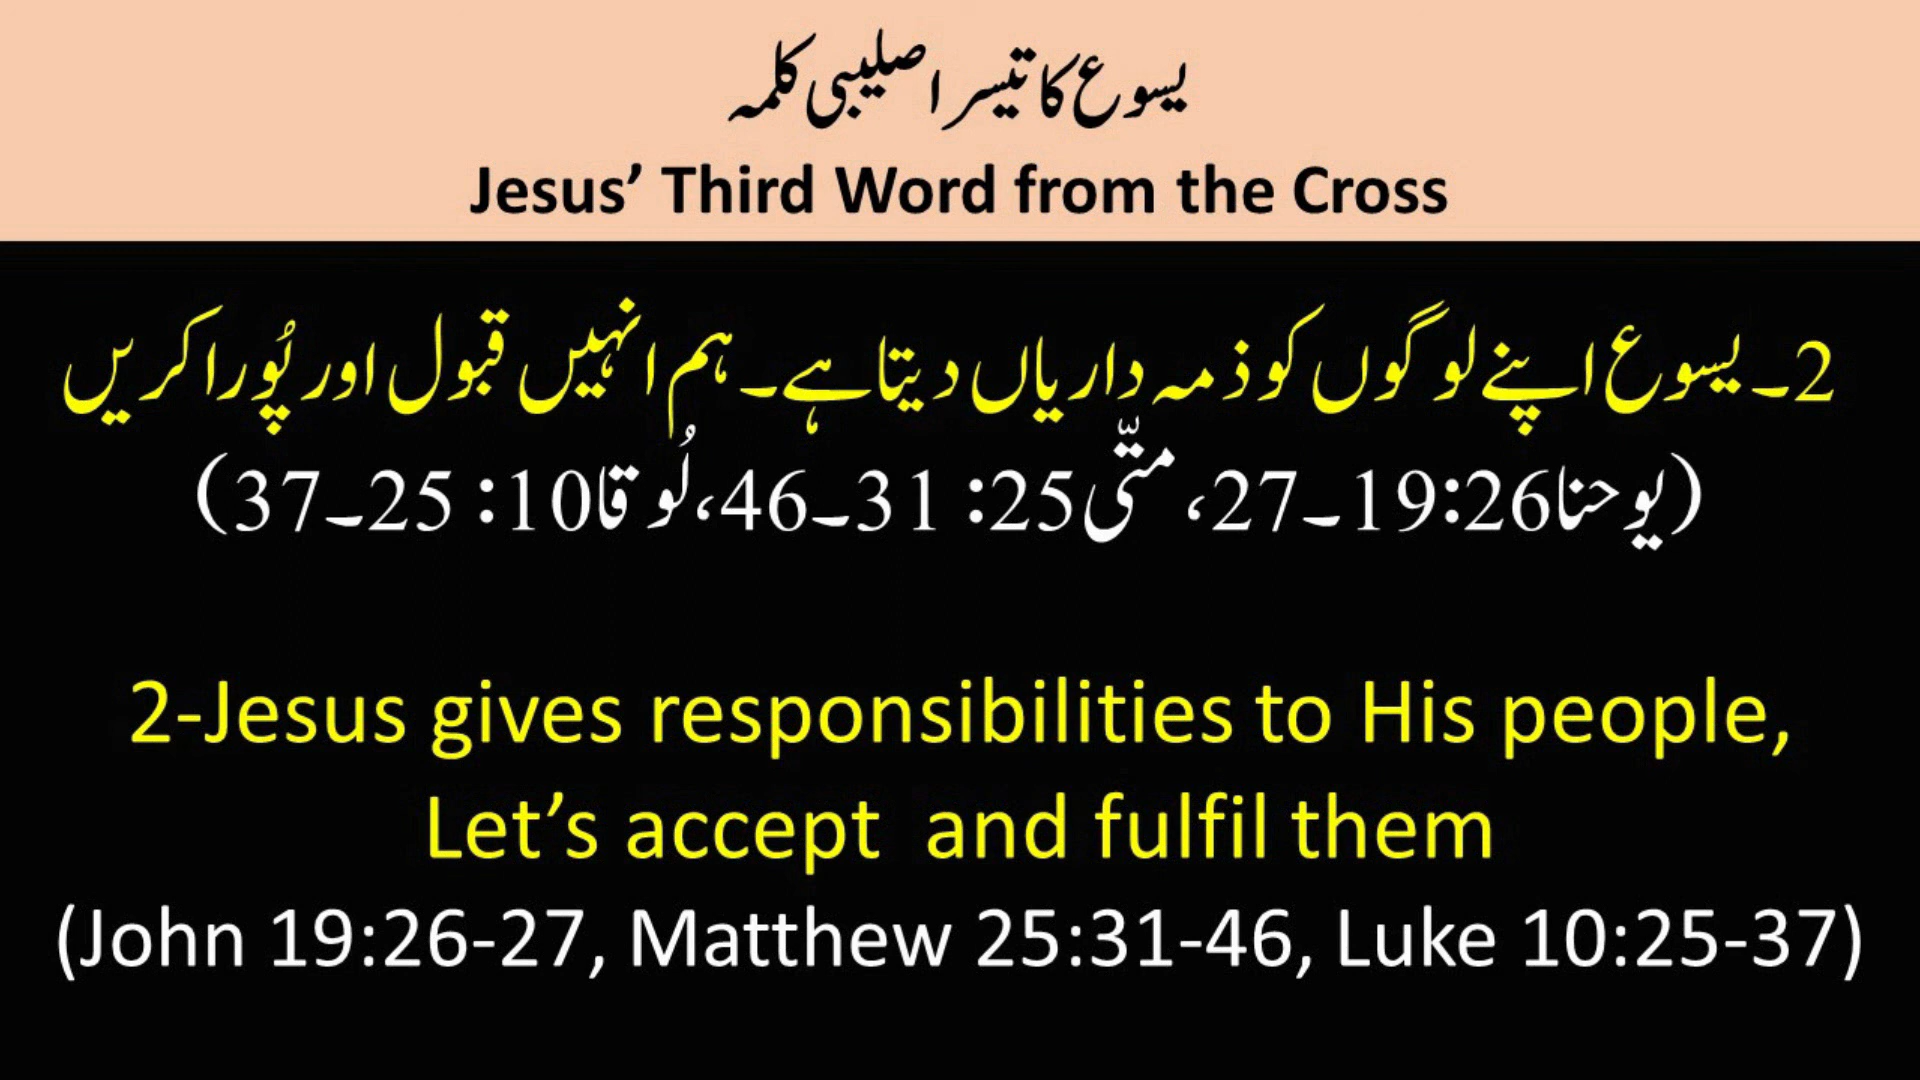 یسوع کا تیسرا صلیبی کلمہ
Jesus’ Third Word from the Cross
2۔یسوع اپنے لوگوں کو ذمہ داریاں دیتا ہے۔ ہم انہیں قبول اور پُورا کریں
(یوحنا19:26۔27، متّی25: 31۔46،لُوقا10: 25۔37)
2-Jesus gives responsibilities to His people,
Let’s accept  and fulfil them
(John 19:26-27, Matthew 25:31-46, Luke 10:25-37)